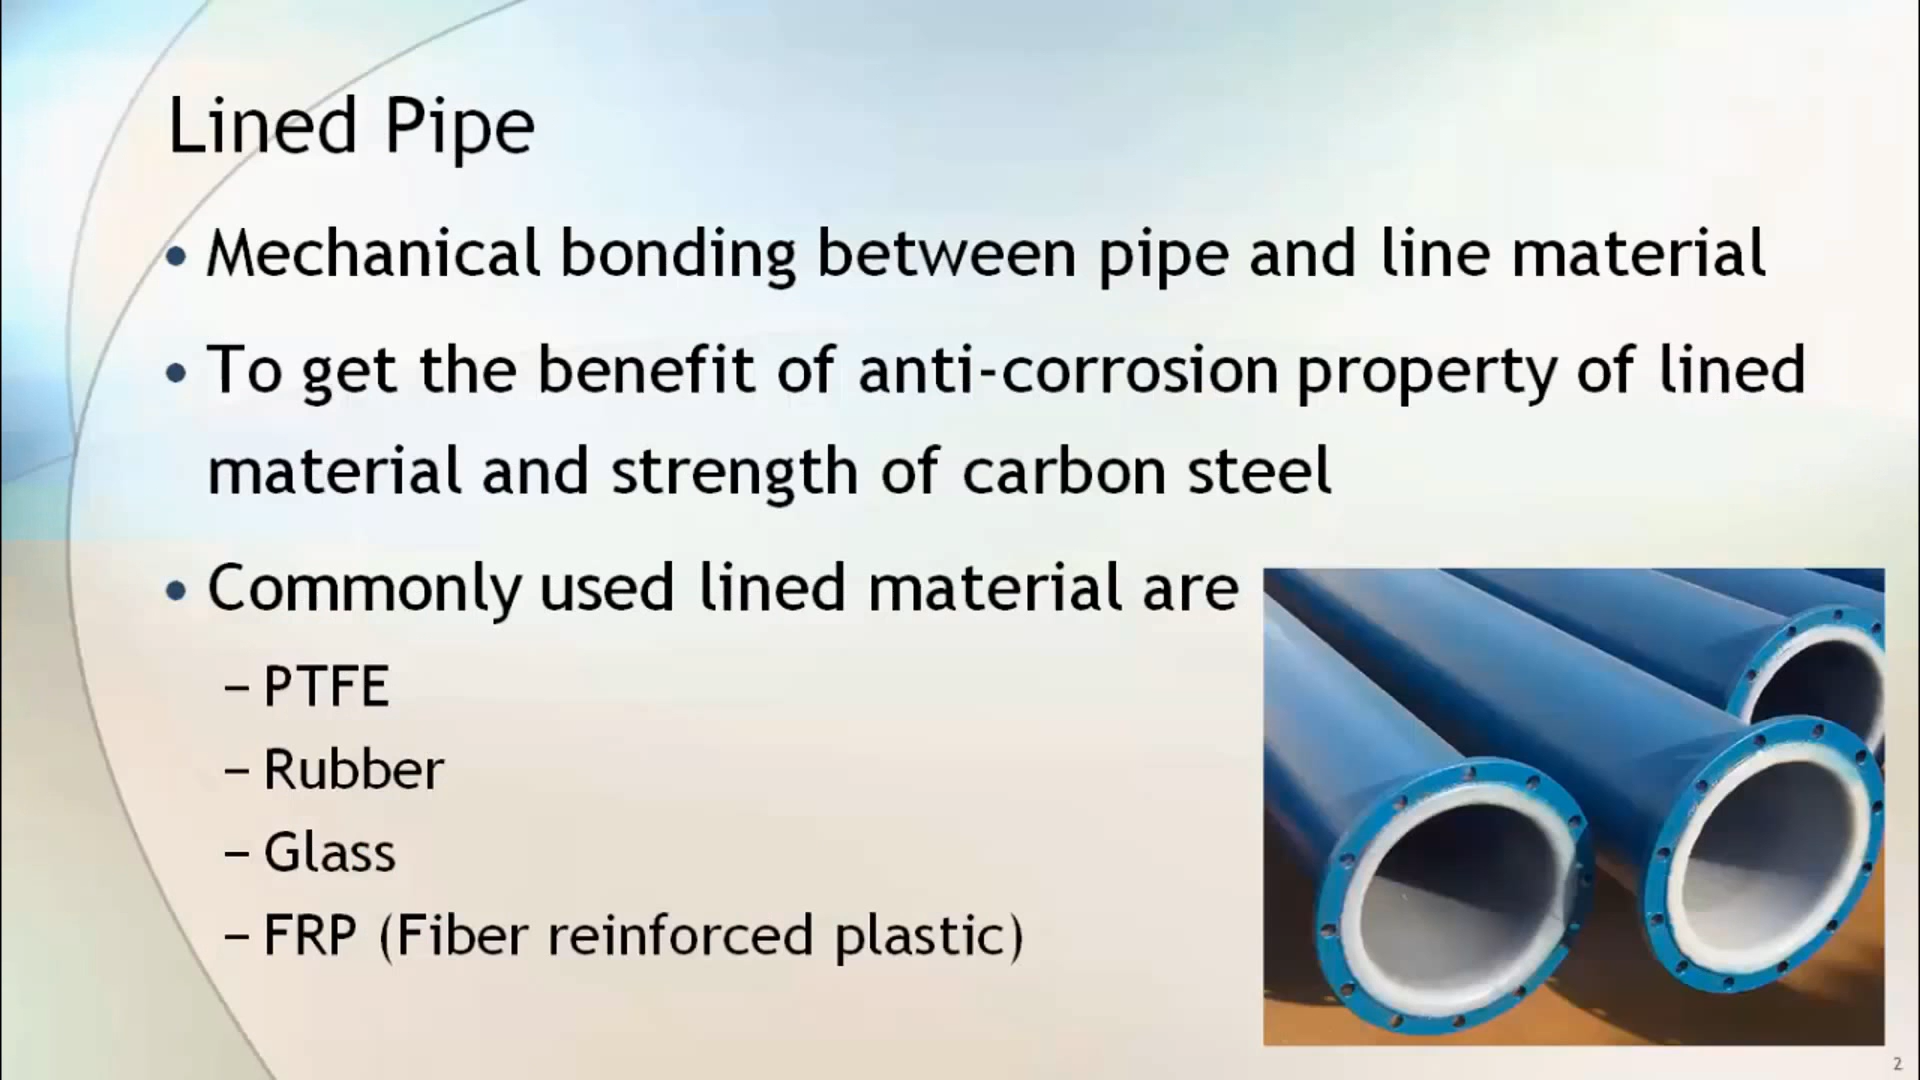 Lined Pipe
• Mechanical bonding between pipe and line material
• To get the benefit of anti-corrosion property of lined
material and strength of carbon steel
• Commonly used lined material are
– PTFE
– Rubber
– Glass
– FRP (Fiber reinforced plastic)
2